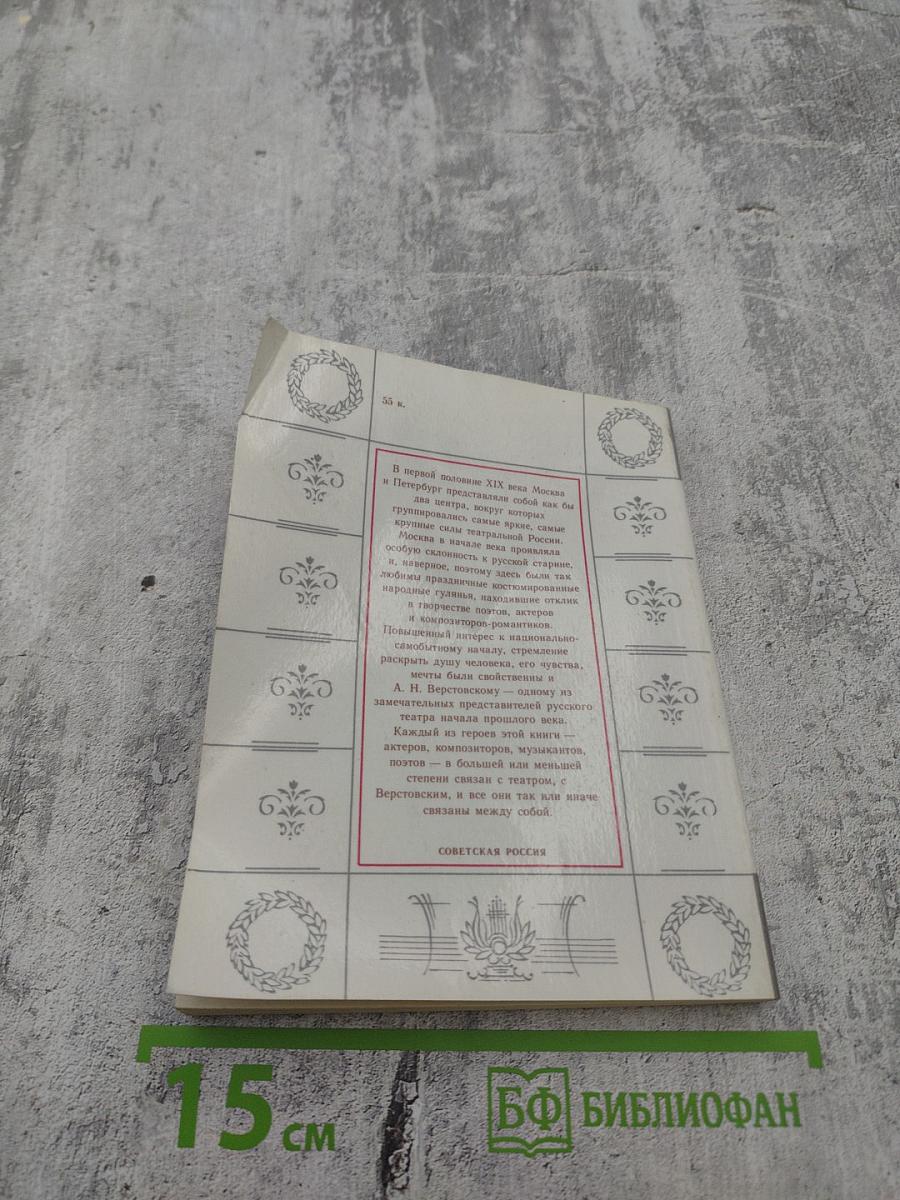 55 к.
В первой половине XIX века Москва
и Петербург представляли собой как бы
два центра, вокруг которых
группировались самые яркие, самые
крупные силы театральной России.
Москва в начале века проявляла
особую склонность к русской старине,
и, наверное, поэтому здесь были так
любимы праздничные костюмированные
народные гулянья, находившие отклик
в творчестве поэтов, актеров
и композиторов-романтиков.
Повышенный интерес к национально-
самобытному началу, стремление
раскрыть душу человека, его чувства,
мечты были свойственны и
А. Н. Верстовскому — одному из
замечательных представителей русского
театра начала прошлого века.
Каждый из героев этой книги —
актеров, композиторов, музыкантов,
поэтов — в большей или меньшей
степени связан с театром, с
Верстовским, и все они так или иначе
связаны между собой.
СОВЕТСКАЯ РОССИЯ
15 см
БФ БИБЛИОФАН